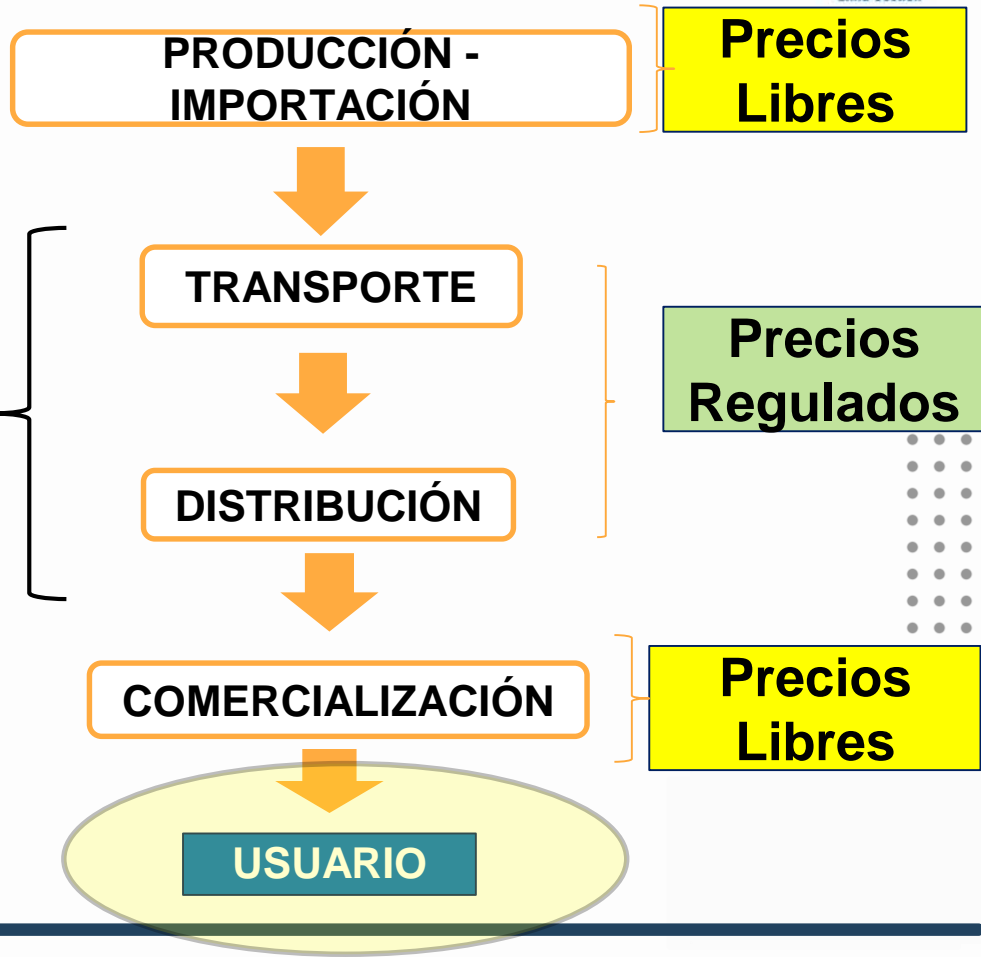 PRODUCCIÓN -
IMPORTACIÓN
Precios
Libres
TRANSPORTE
Precios
Regulados
DISTRIBUCIÓN
COMERCIALIZACIÓN
Precios
Libres
USUARIO